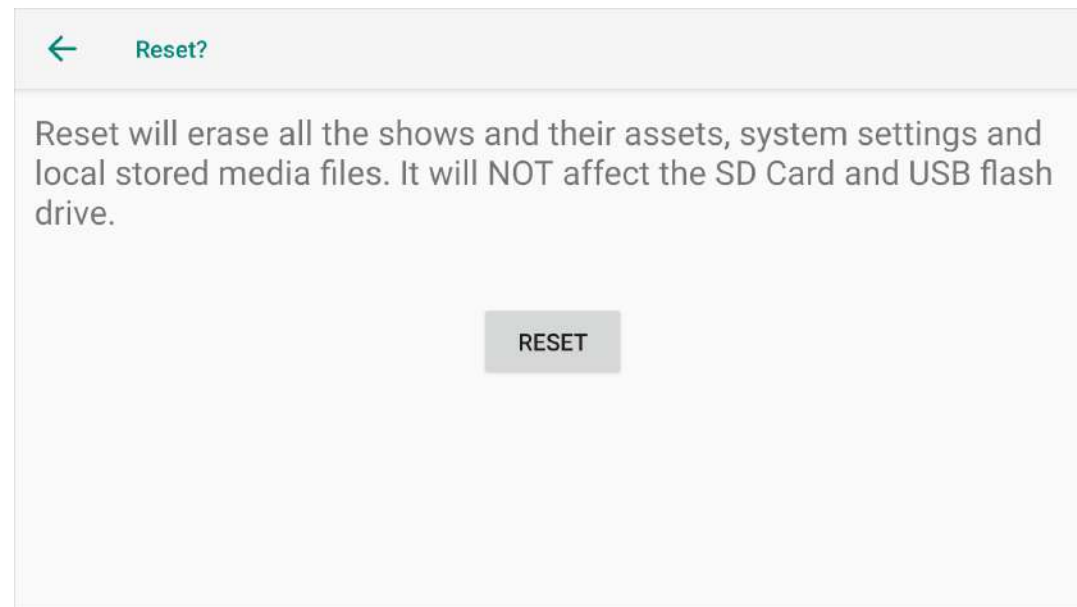 Reset?
Reset will erase all the shows and their assets, system settings and
local stored media files. It will NOT affect the SD Card and USB flash
drive.
RESET